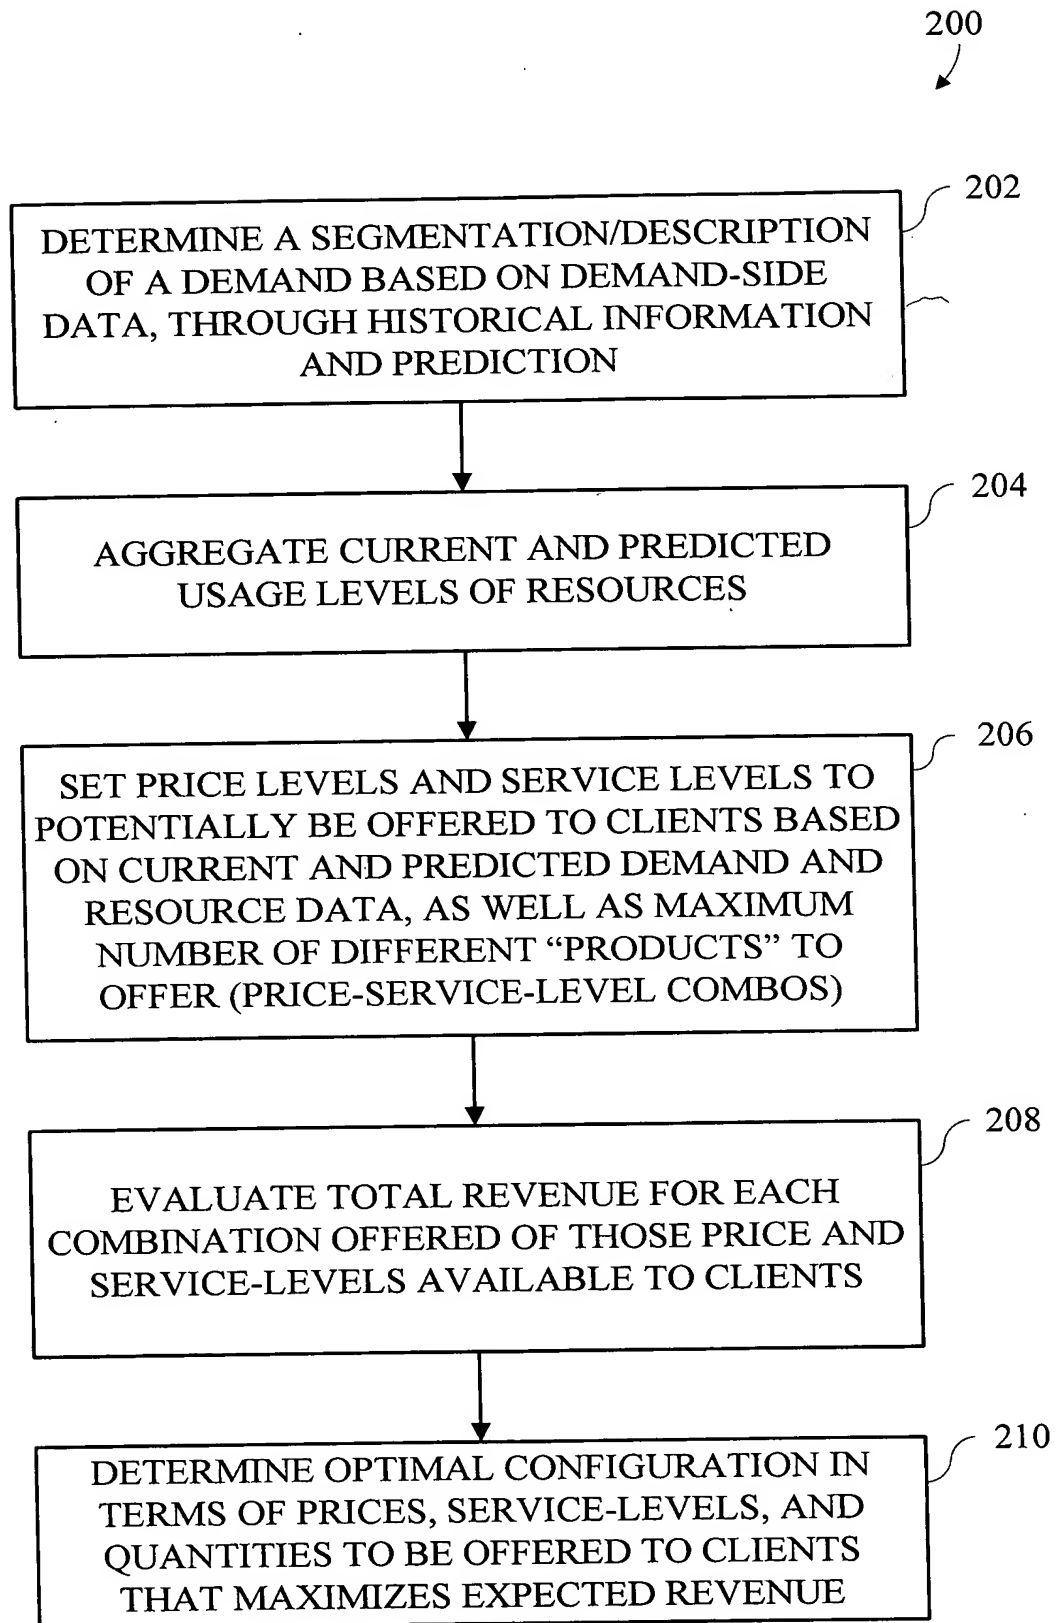 200
202
DETERMINE A SEGMENTATION/DESCRIPTION
OF A DEMAND BASED ON DEMAND-SIDE
DATA, THROUGH HISTORICAL INFORMATION
AND PREDICTION
204
AGGREGATE CURRENT AND PREDICTED
USAGE LEVELS OF RESOURCES
206
SET PRICE LEVELS AND SERVICE LEVELS TO
POTENTIALLY BE OFFERED TO CLIENTS BASED
ON CURRENT AND PREDICTED DEMAND AND
RESOURCE DATA, AS WELL AS MAXIMUM
NUMBER OF DIFFERENT “PRODUCTS” TO
OFFER (PRICE-SERVICE-LEVEL COMBOS)
208
EVALUATE TOTAL REVENUE FOR EACH
COMBINATION OFFERED OF THOSE PRICE AND
SERVICE-LEVELS AVAILABLE TO CLIENTS
210
DETERMINE OPTIMAL CONFIGURATION IN
TERMS OF PRICES, SERVICE-LEVELS, AND
QUANTITIES TO BE OFFERED TO CLIENTS
THAT MAXIMIZES EXPECTED REVENUE